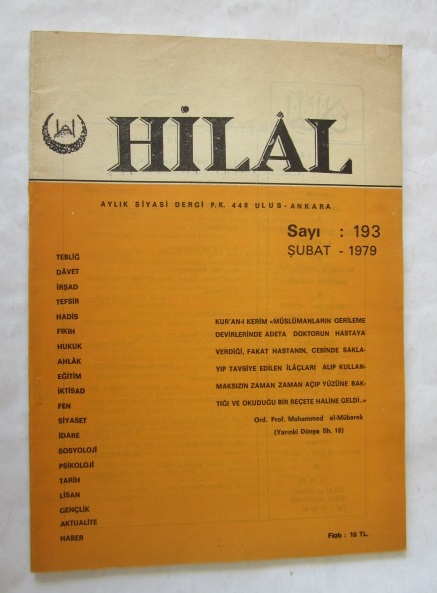 HİLÂL
AYLIK SİYASİ DERGİ P.K. 448 ULUS - ANKARA
Sayı : 193
ŞUBAT - 1979
TEBLİĞ
DÂVET
İRŞAD
TEFSİR
HADİS
FIKIH
HUKUK
AHLÂK
EĞİTİM
İKTİSAD
FEN
SİYASET
İDARE
SOSYOLOJİ
PSİKOLOJİ
TARİH
LİSAN
GENÇLİK
AKTUALİTE
HABER
KUR'AN-I KERİM «MÜSLÜMANLARIN GERİLEME
DEVİRLERİNDE ADETA DOKTORUN HASTAYA
VERDİĞİ, FAKAT HASTANIN, CEBİNDE SAKLA-
YIP TAVSİYE EDİLEN İLÂÇLARI ALIP KULLAN-
MAKSIZIN ZAMAN ZAMAN AÇIP YÜZÜNE BAK-
TIĞI VE OKUDUĞU BİR REÇETE HALİNE GELDİ.»
Ord. Prof. Muhammed el-Mübarek
(Yarınki Dünya Sh. 18)
Fiatı : 10 TL.